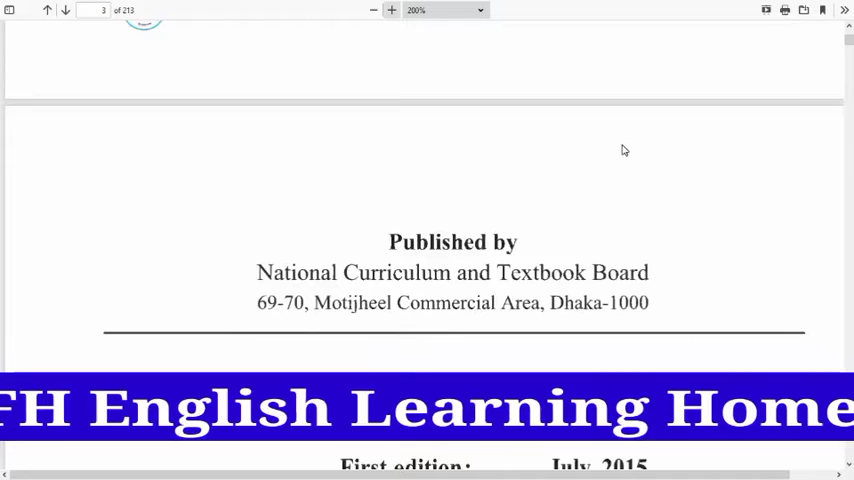 3 of 213
200%
Published by
National Curriculum and Textbook Board
69-70, Motijheel Commercial Area, Dhaka-1000
FH English Learning Home
First edition: July, 2015